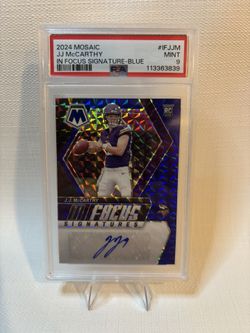 2024 MOSAIC #IFJJM
JJ McCARTHY MINT
IN FOCUS SIGNATURE-BLUE 9
PSA 113363839
M
RC
J.J. McCARTHY
IN FOCUS
SIGNATURES